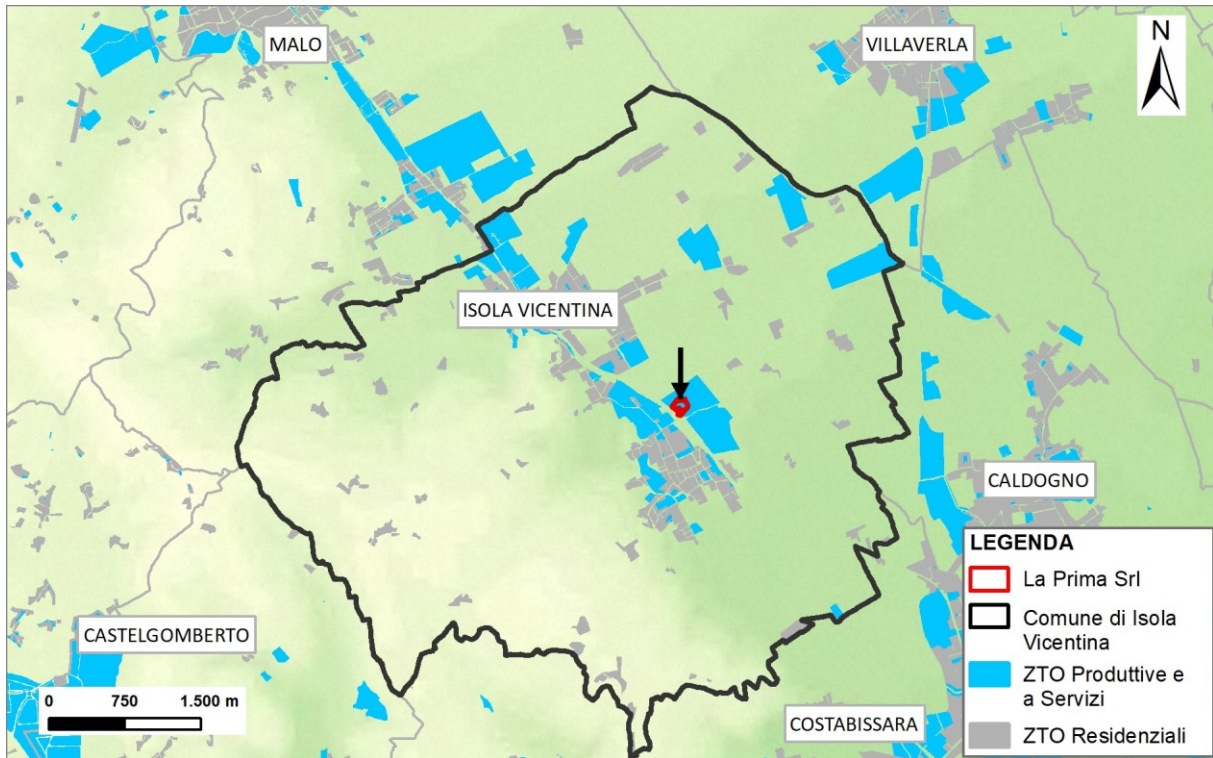 MALO
VILLAVERLA
N
ISOLA VICENTINA
CALDOGNO
CASTELGOMBERTO
COSTABISSARA
0 750 1.500 m
LEGENDA
La Prima Srl
Comune di Isola
Vicentina
ZTO Produttive e
a Servizi
ZTO Residenziali